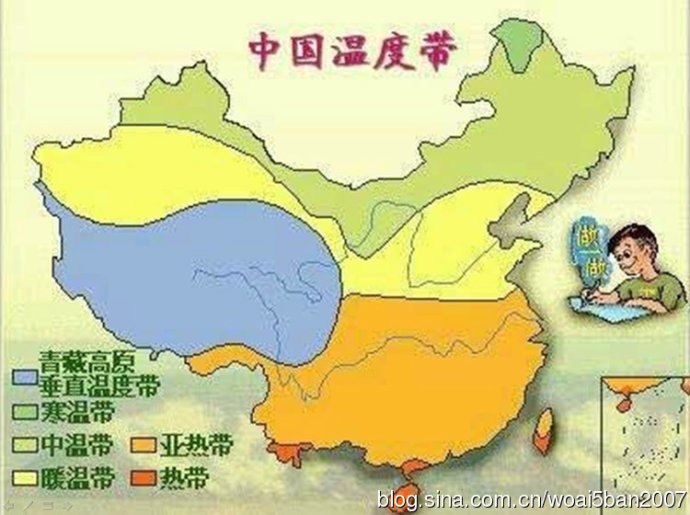 中国温度带
做一
做
青藏高原
垂直温度带
寒温带
中温带 亚热带
暖温带 热带
blog.sina.com.cn/woai5ban2007